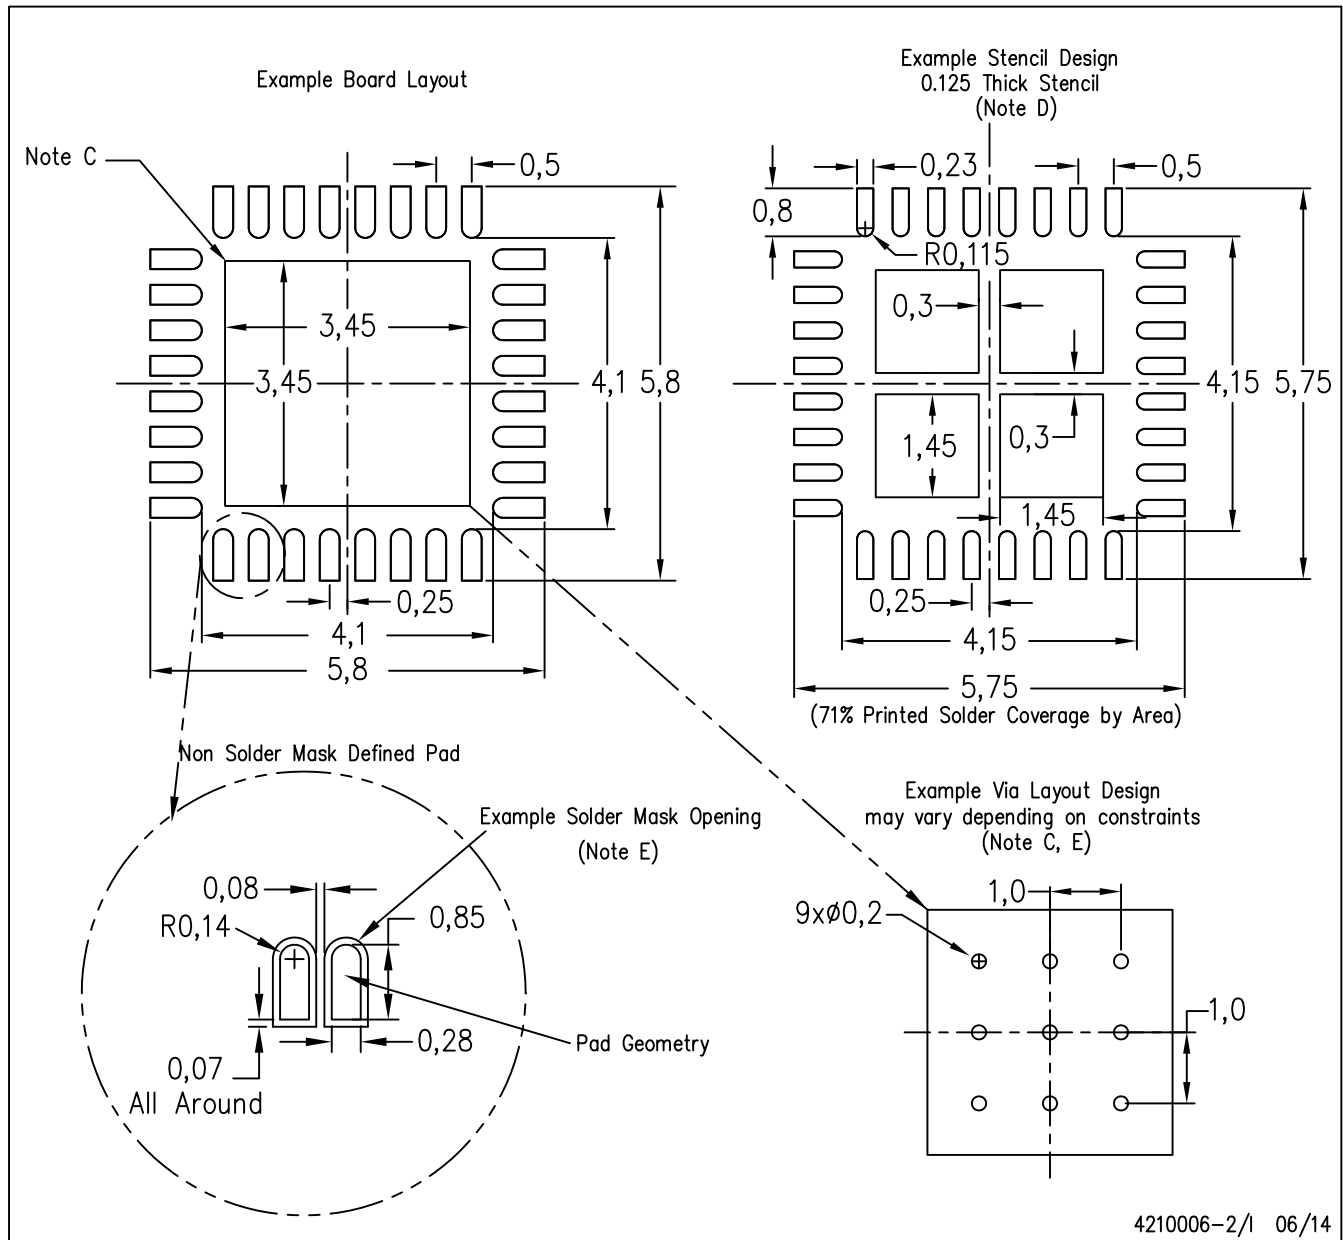 Example Board Layout
Note C
0,5
3,45
3,45
4,1
5,8
0,25
4,1
5,8
Example Stencil Design
0.125 Thick Stencil
(Note D)
0,23
0,5
0,8
R0,115
0,3
4,15
5,75
1,45
0,3
1,45
0,25
4,15
5,75
(71% Printed Solder Coverage by Area)
Non Solder Mask Defined Pad
Example Solder Mask Opening
(Note E)
0,08
R0,14
0,85
0,28
Pad Geometry
0,07
All Around
Example Via Layout Design
may vary depending on constraints
(Note C, E)
1,0
9xø0,2
1,0
4210006-2/I 06/14